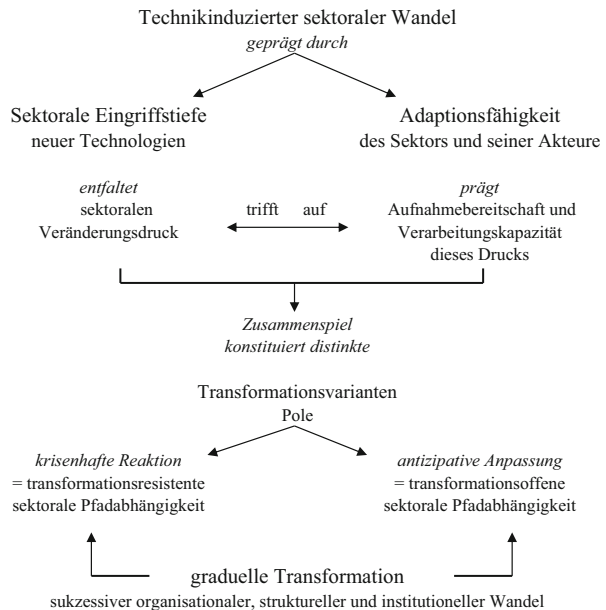 Technikinduzierter sektoraler Wandel
geprägt durch
Sektorale Eingriffstiefe
neuer Technologien
Adaptionsfähigkeit
des Sektors und seiner Akteure
entfaltet
sektoralen
Veränderungsdruck
trifft auf
prägt
Aufnahmebereitschaft und
Verarbeitungskapazität
dieses Drucks
Zusammenspiel
konstituiert distinkte
Transformationsvarianten
Pole
krisenhafte Reaktion
= transformationsresistente
sektorale Pfadabhängigkeit
antizipative Anpassung
= transformationsoffene
sektorale Pfadabhängigkeit
graduelle Transformation
sukzessiver organisationaler, struktureller und institutioneller Wandel